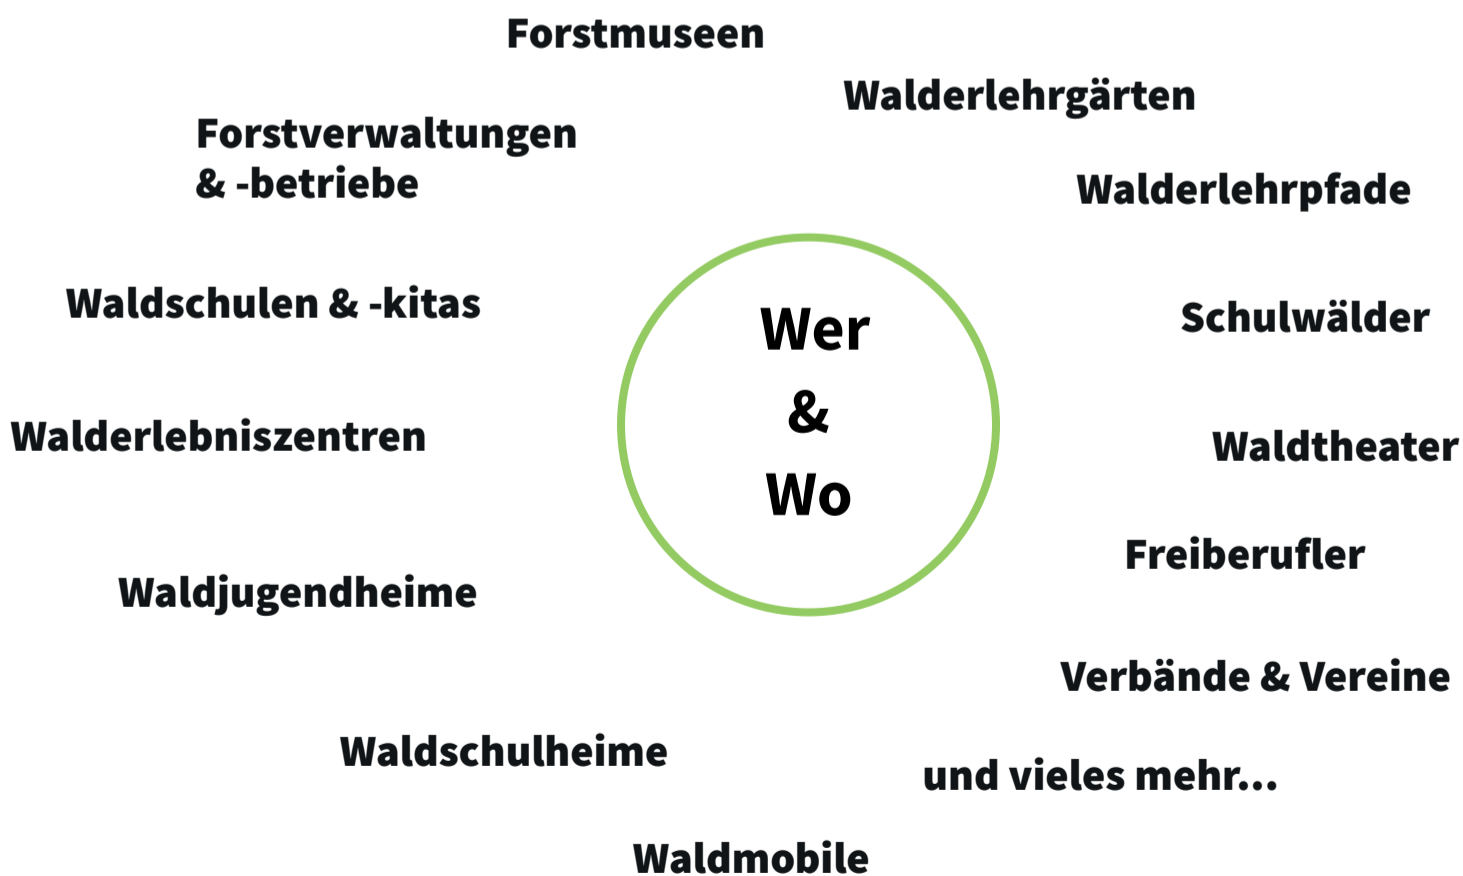 Forstmuseen
Walderlehrgärten
Forstverwaltungen
& -betriebe
Walderlehrpfade
Waldschulen & -kitas
Schulwälder
Wer
&
Wo
Walderlebniszentren
Waldtheater
Freiberufler
Waldjugendheime
Verbände & Vereine
Waldschulheime
und vieles mehr...
Waldmobile